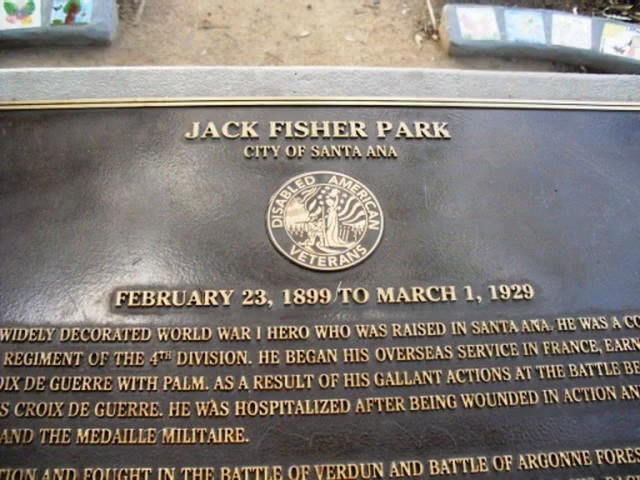 JACK FISHER PARK
CITY OF SANTA ANA
DISABLED AMERICAN VETERANS
FEBRUARY 23, 1899 TO MARCH 1, 1929
WIDELY DECORATED WORLD WAR I HERO WHO WAS RAISED IN SANTA ANA. HE WAS A
REGIMENT OF THE 4TH DIVISION. HE BEGAN HIS OVERSEAS SERVICE IN FRANCE,
DE GUERRE WITH PALM. AS A RESULT OF HIS GALLANT ACTIONS AT THE BATTLE
CROIX DE GUERRE. HE WAS HOSPITALIZED AFTER BEING WOUNDED IN ACTION
AND THE MEDAILLE MILITAIRE.
AND FOUGHT IN THE BATTLE OF VERDUN AND BATTLE OF ARGONNE